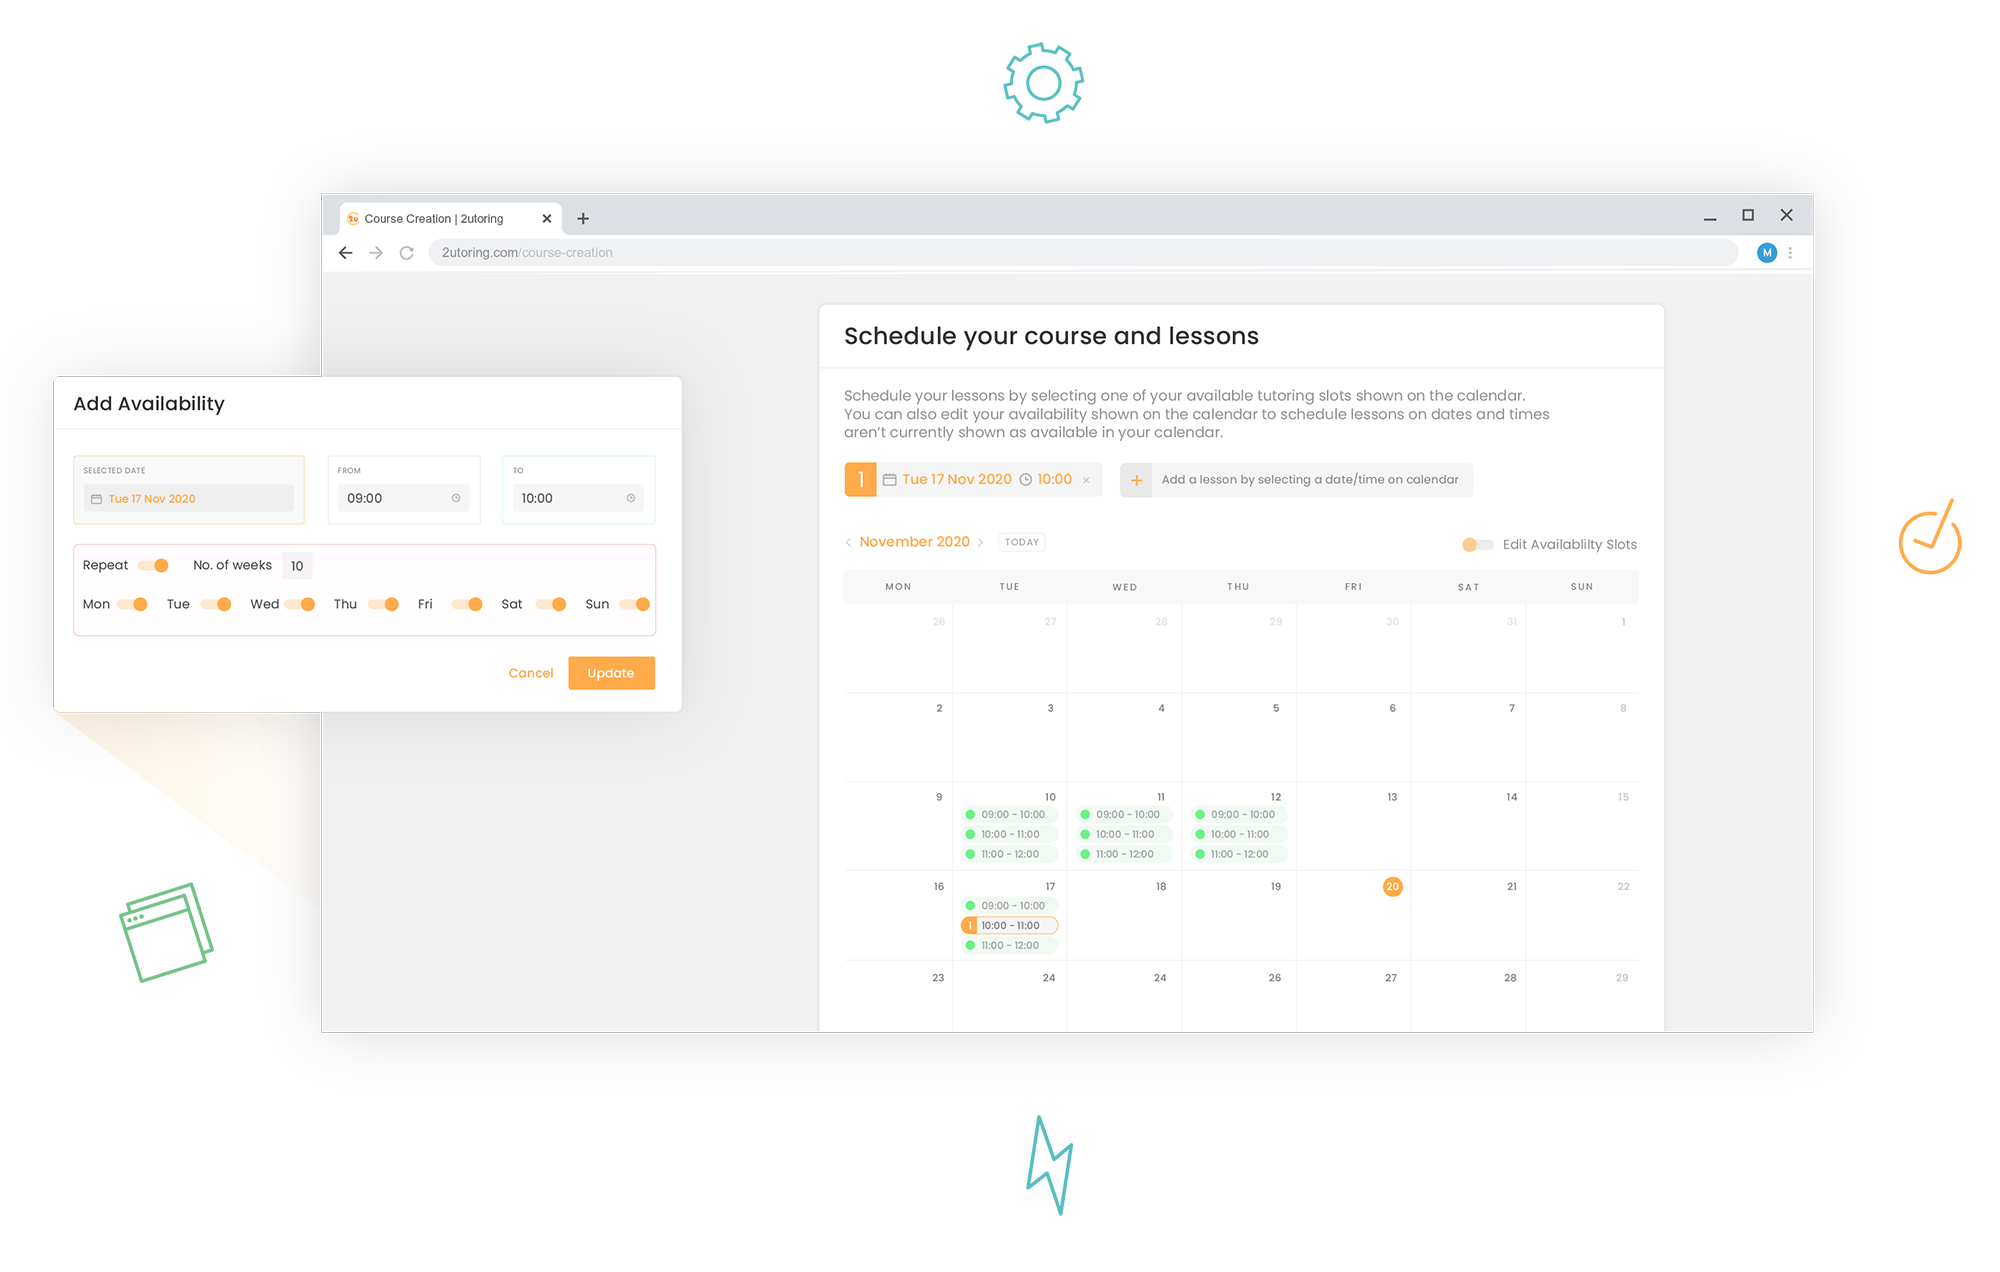 2u Course Creation | 2utoring
2utoring.com/course-creation
M
Schedule your course and lessons
Schedule your lessons by selecting one of your available tutoring slots shown on the calendar.
You can also edit your availability shown on the calendar to schedule lessons on dates and times
aren't currently shown as available in your calendar.
1 Tue 17 Nov 2020 10:00 × + Add a lesson by selecting a date/time on calendar
< November 2020 > TODAY Edit Availablilty Slots
MON TUE WED THU FRI SAT SUN
26 27 28 29 30 31 1
2 3 4 5 6 7 8
9 10 11 12 13 14 15
09:00 - 10:00 09:00 - 10:00 09:00 - 10:00
10:00 - 11:00 10:00 - 11:00 10:00 - 11:00
11:00 - 12:00 11:00 - 12:00 11:00 - 12:00
16 17 18 19 20 21 22
09:00 - 10:00
1 10:00 - 11:00
11:00 - 12:00
23 24 24 26 27 28 29
Add Availability
SELECTED DATE FROM TO
Tue 17 Nov 2020 09:00 10:00
Repeat No. of weeks 10
Mon Tue Wed Thu Fri Sat Sun
Cancel Update